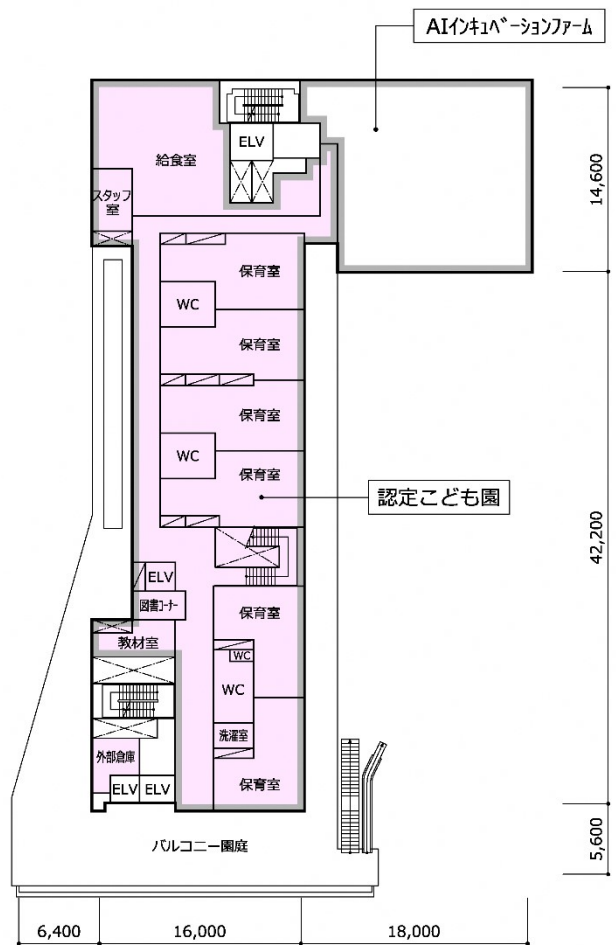 AIインキュベーションファーム
ELV
給食室
スタッフ
室
14,600
保育室
WC
保育室
保育室
WC
保育室
認定こども園
42,200
ELV
図書コーナー
保育室
教材室
WC
WC
洗濯室
外部倉庫
保育室
ELV
ELV
バルコニー園庭
5,600
6,400
16,000
18,000